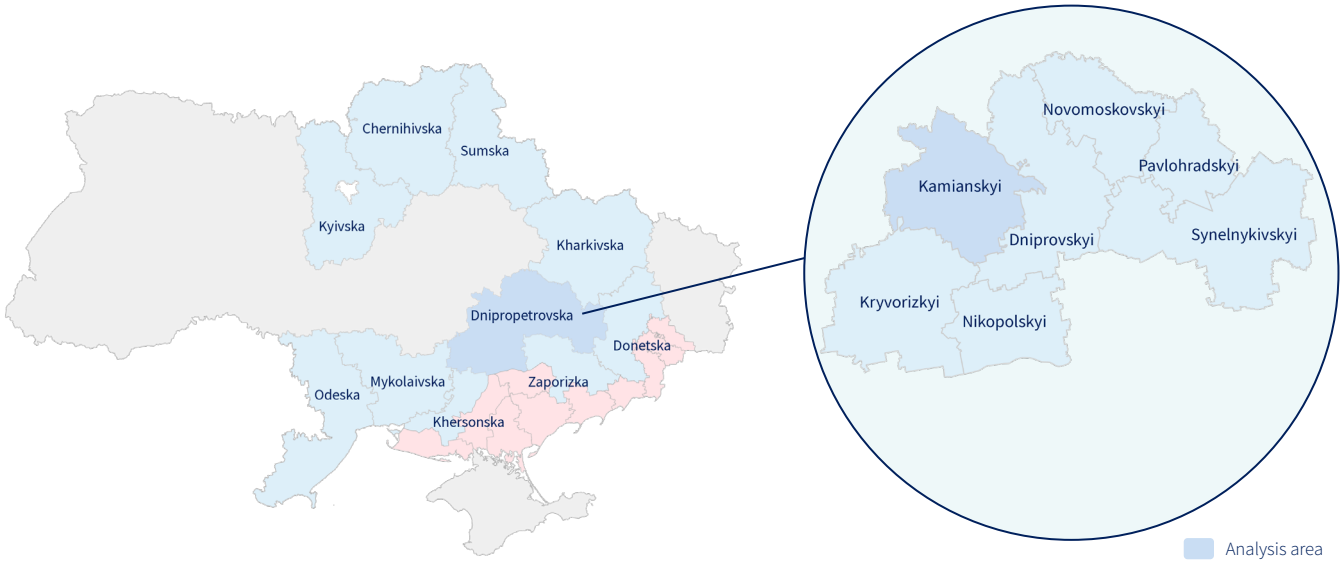 Chernihivska
Sumska
Kyivska
Kharkivska
Dnipropetrovska
Donetska
Mykolaivska
Zaporizka
Odeska
Khersonska
Novomoskovskyi
Pavlohradskyi
Kamianskyi
Synelnykivskyi
Dniprovskyi
Kryvorizkyi
Nikopolskyi
Analysis area